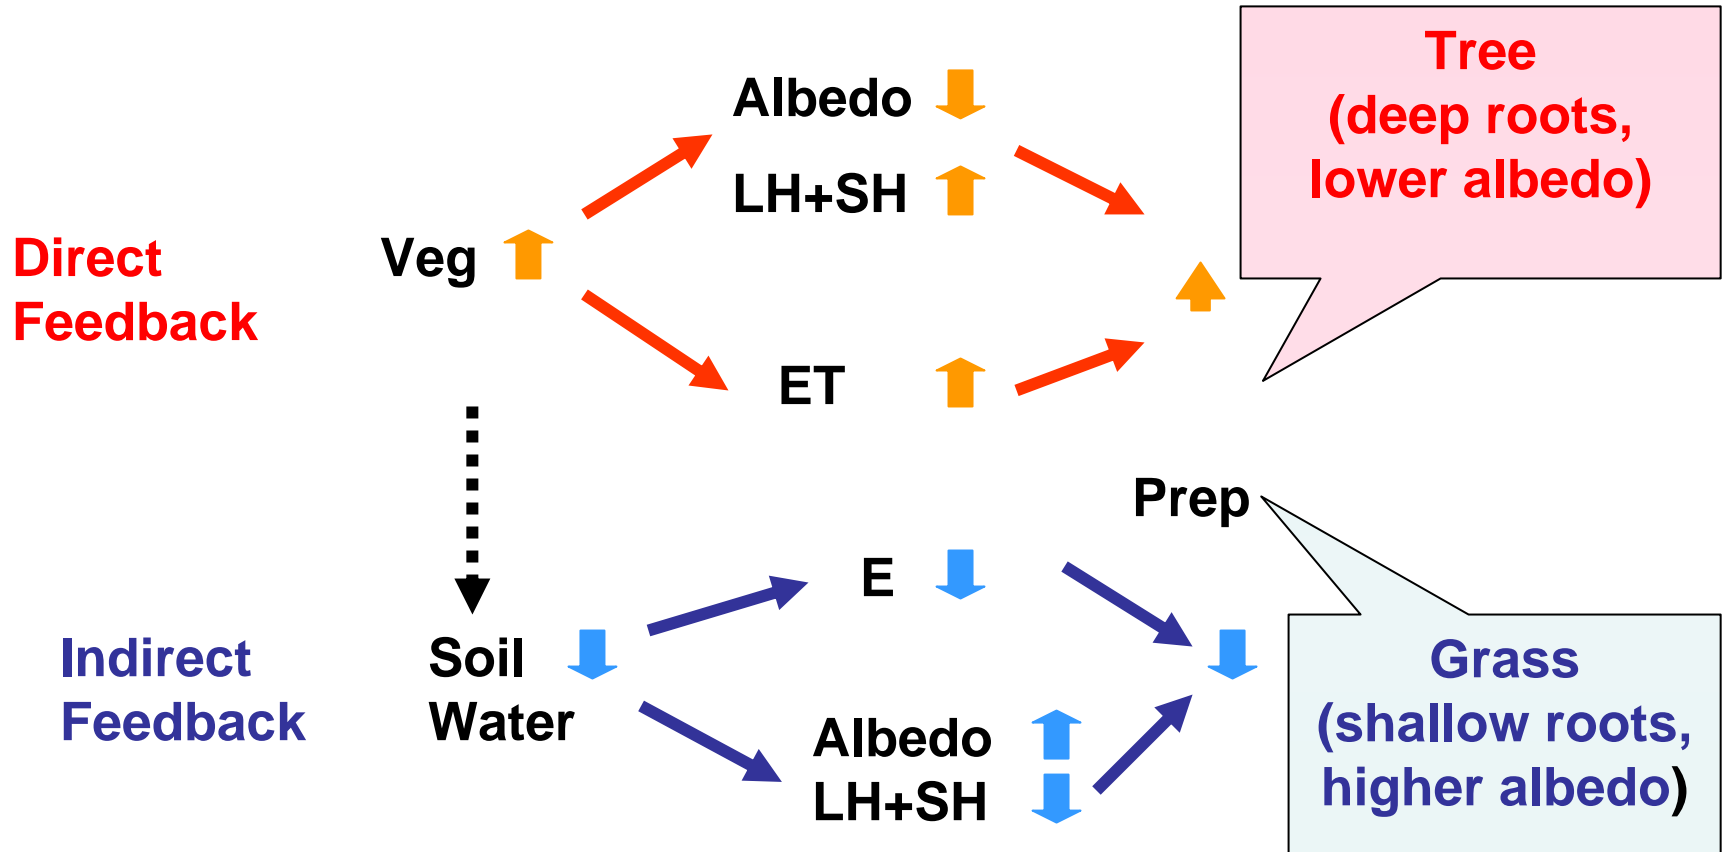 Direct
Feedback
Veg
Albedo
LH+SH
ET
Tree
(deep roots,
lower albedo)
Prep
Indirect
Feedback
Soil
Water
E
Albedo
LH+SH
Grass
(shallow roots,
higher albedo)